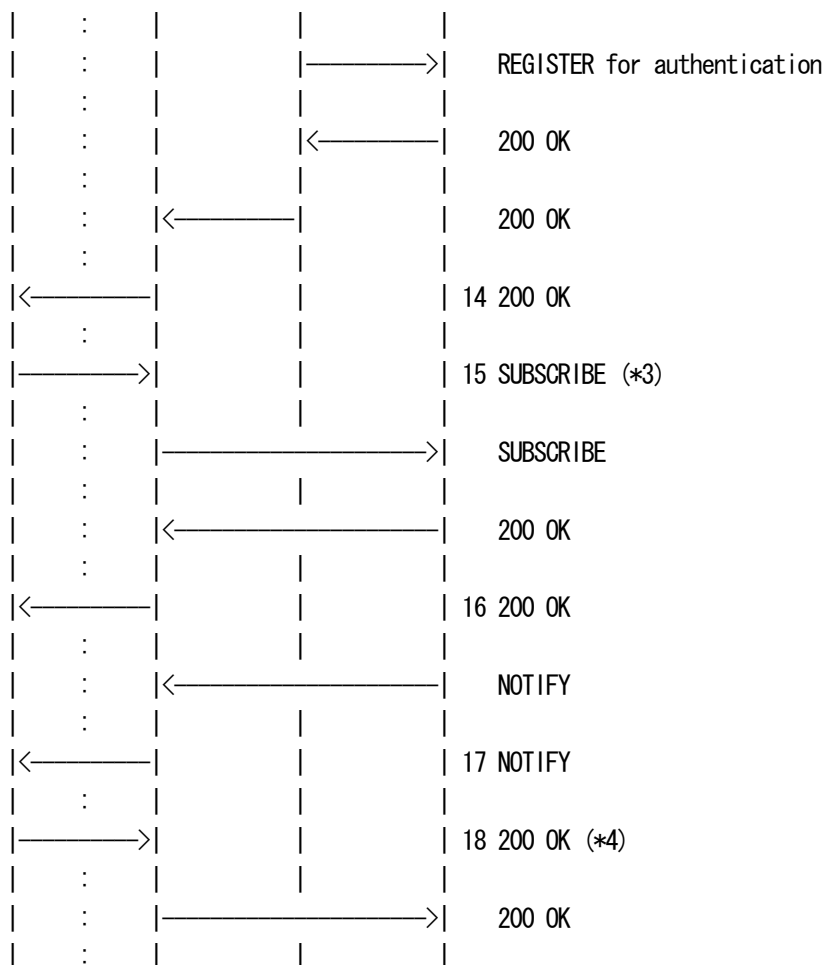 REGISTER for authentication
200 OK
200 OK
14 200 OK
15 SUBSCRIBE (*3)
SUBSCRIBE
200 OK
16 200 OK
NOTIFY
17 NOTIFY
18 200 OK (*4)
200 OK